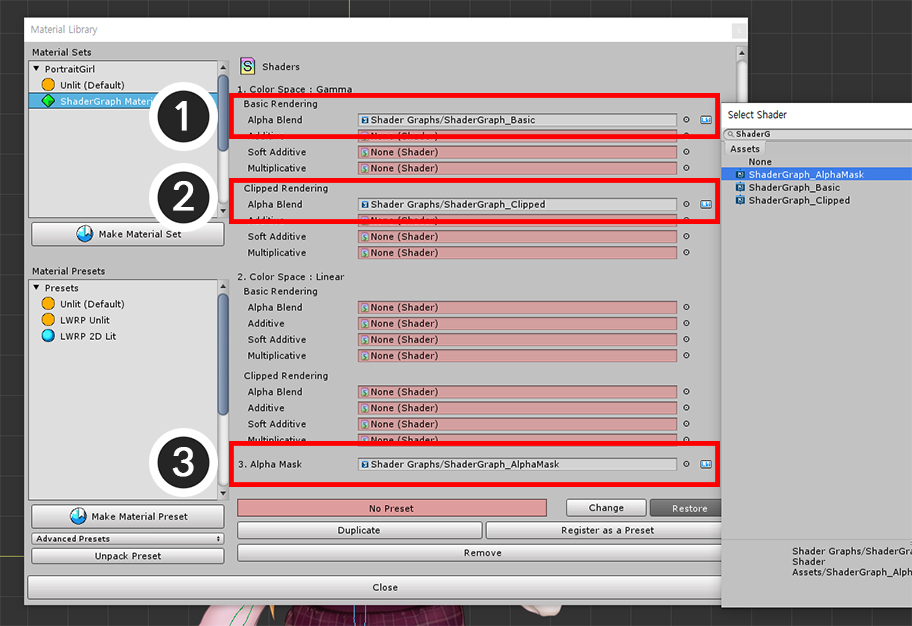 Material Library
Material Sets
PortraitGirl
Unlit (Default)
ShaderGraph Materi
Make Material Set
Material Presets
Presets
Unlit (Default)
LWRP Unlit
LWRP 2D Lit
Make Material Preset
Advanced Presets
Unpack Preset
1
2
3
Shaders
1. Color Space : Gamma
Basic Rendering
Alpha Blend Shader Graphs/ShaderGraph_Basic
Additive None (Shader)
Soft Additive None (Shader)
Multiplicative None (Shader)
Clipped Rendering
Alpha Blend Shader Graphs/ShaderGraph_Clipped
Additive None (Shader)
Soft Additive None (Shader)
Multiplicative None (Shader)
2. Color Space : Linear
Basic Rendering
Alpha Blend None (Shader)
Additive None (Shader)
Soft Additive None (Shader)
Multiplicative None (Shader)
Clipped Rendering
Alpha Blend None (Shader)
Additive None (Shader)
Soft Additive None (Shader)
Multiplicative None (Shader)
3. Alpha Mask Shader Graphs/ShaderGraph_AlphaMask
No Preset Change Restore
Duplicate Register as a Preset
Remove
Close
Select Shader
ShaderG
Assets
None
ShaderGraph_AlphaMask
ShaderGraph_Basic
ShaderGraph_Clipped
Shader Graphs/ShaderGra
Shader
Assets/ShaderGraph_Alph